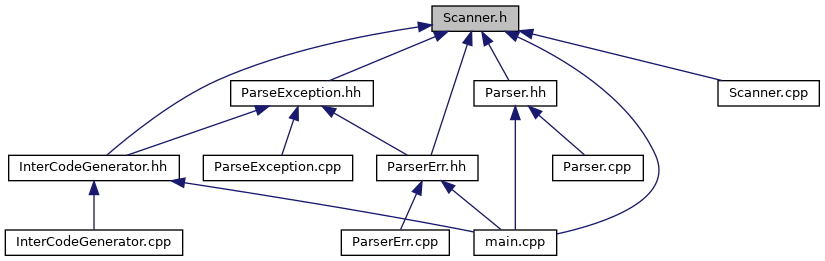 Scanner.h
ParseException.hh
Parser.hh
Scanner.cpp
InterCodeGenerator.hh
ParseException.cpp
ParserErr.hh
Parser.cpp
InterCodeGenerator.cpp
ParserErr.cpp
main.cpp